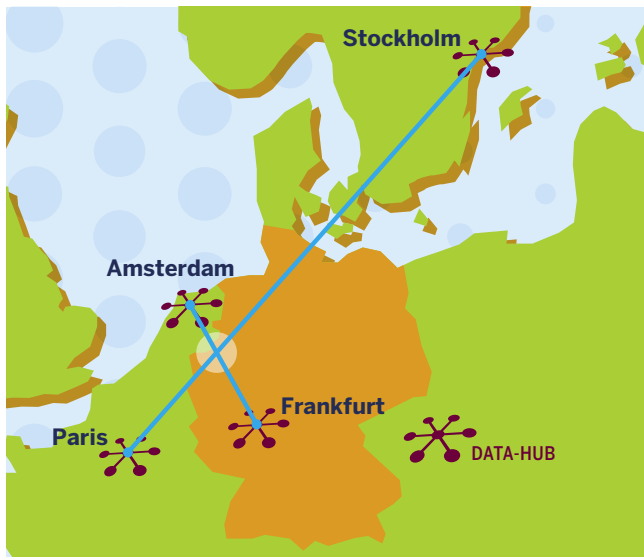 Stockholm
Amsterdam
Frankfurt
Paris
DATA-HUB